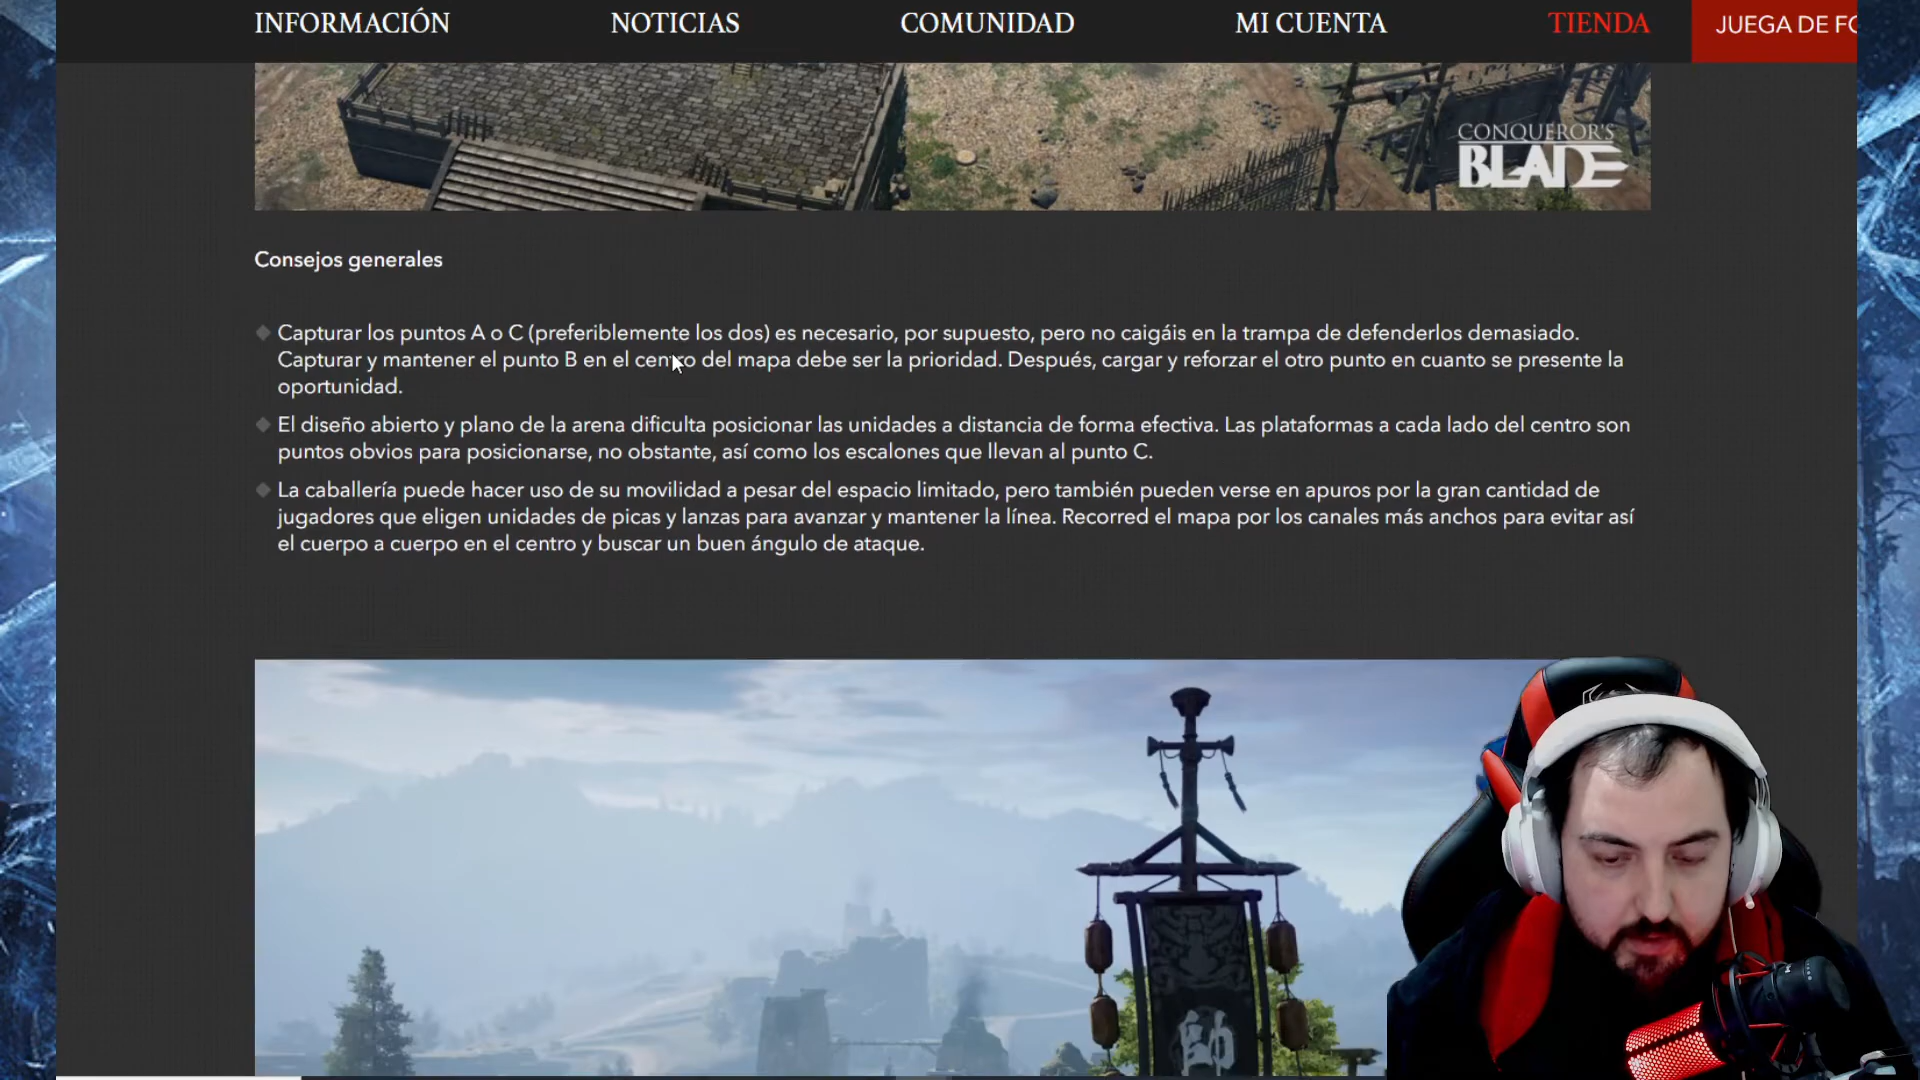 INFORMACIÓN NOTICIAS COMUNIDAD MI CUENTA TIENDA JUEGA DE
CONQUEROR'S
BLADE
Consejos generales
Capturar los puntos A o C (preferiblemente los dos) es necesario, por supuesto, pero no caigáis en la trampa de defenderlos demasiado.
Capturar y mantener el punto B en el centro del mapa debe ser la prioridad. Después, cargar y reforzar el otro punto en cuanto se presente la
oportunidad.
El diseño abierto y plano de la arena dificulta posicionar las unidades a distancia de forma efectiva. Las plataformas a cada lado del centro son
puntos obvios para posicionarse, no obstante, así como los escalones que llevan al punto C.
La caballería puede hacer uso de su movilidad a pesar del espacio limitado, pero también pueden verse en apuros por la gran cantidad de
jugadores que eligen unidades de picas y lanzas para avanzar y mantener la línea. Recorred el mapa por los canales más anchos para evitar así
el cuerpo a cuerpo en el centro y buscar un buen ángulo de ataque.
帥